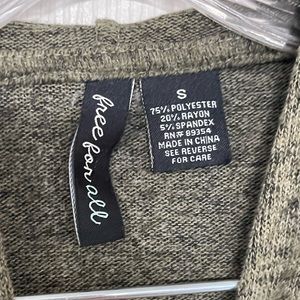 free for all
S
75% POLYESTER
20% RAYON
5% SPANDEX
RN# 89354
MADE IN CHINA
SEE REVERSE
FOR CARE